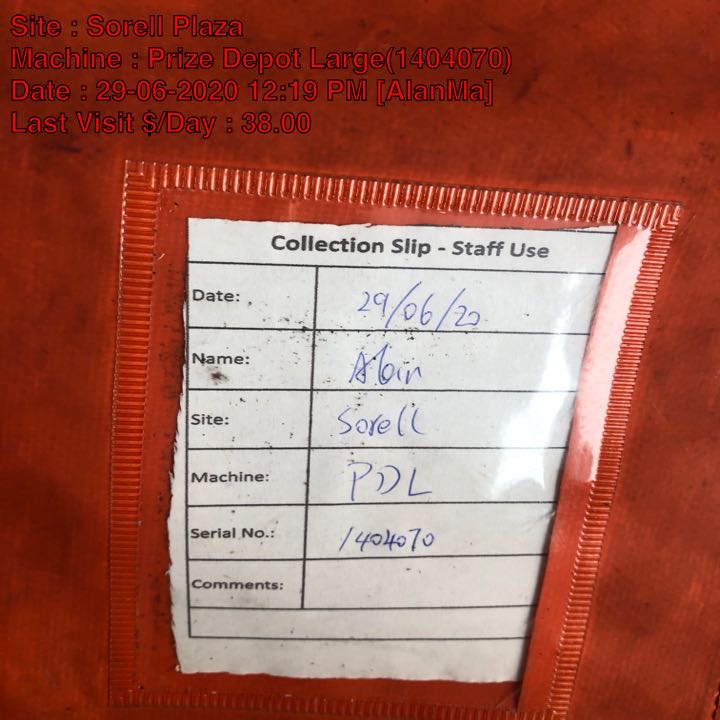 Site : Sorell Plaza
Machine : Prize Depot Large(1404070)
Date : 29-06-2020 12:19 PM [AlanMa]
Last Visit $/Day : 38.00
Collection Slip - Staff Use
Date: 29/06/20
Name:
Site: Sorell
Machine: PDL
Serial No.: 1404070
Comments: